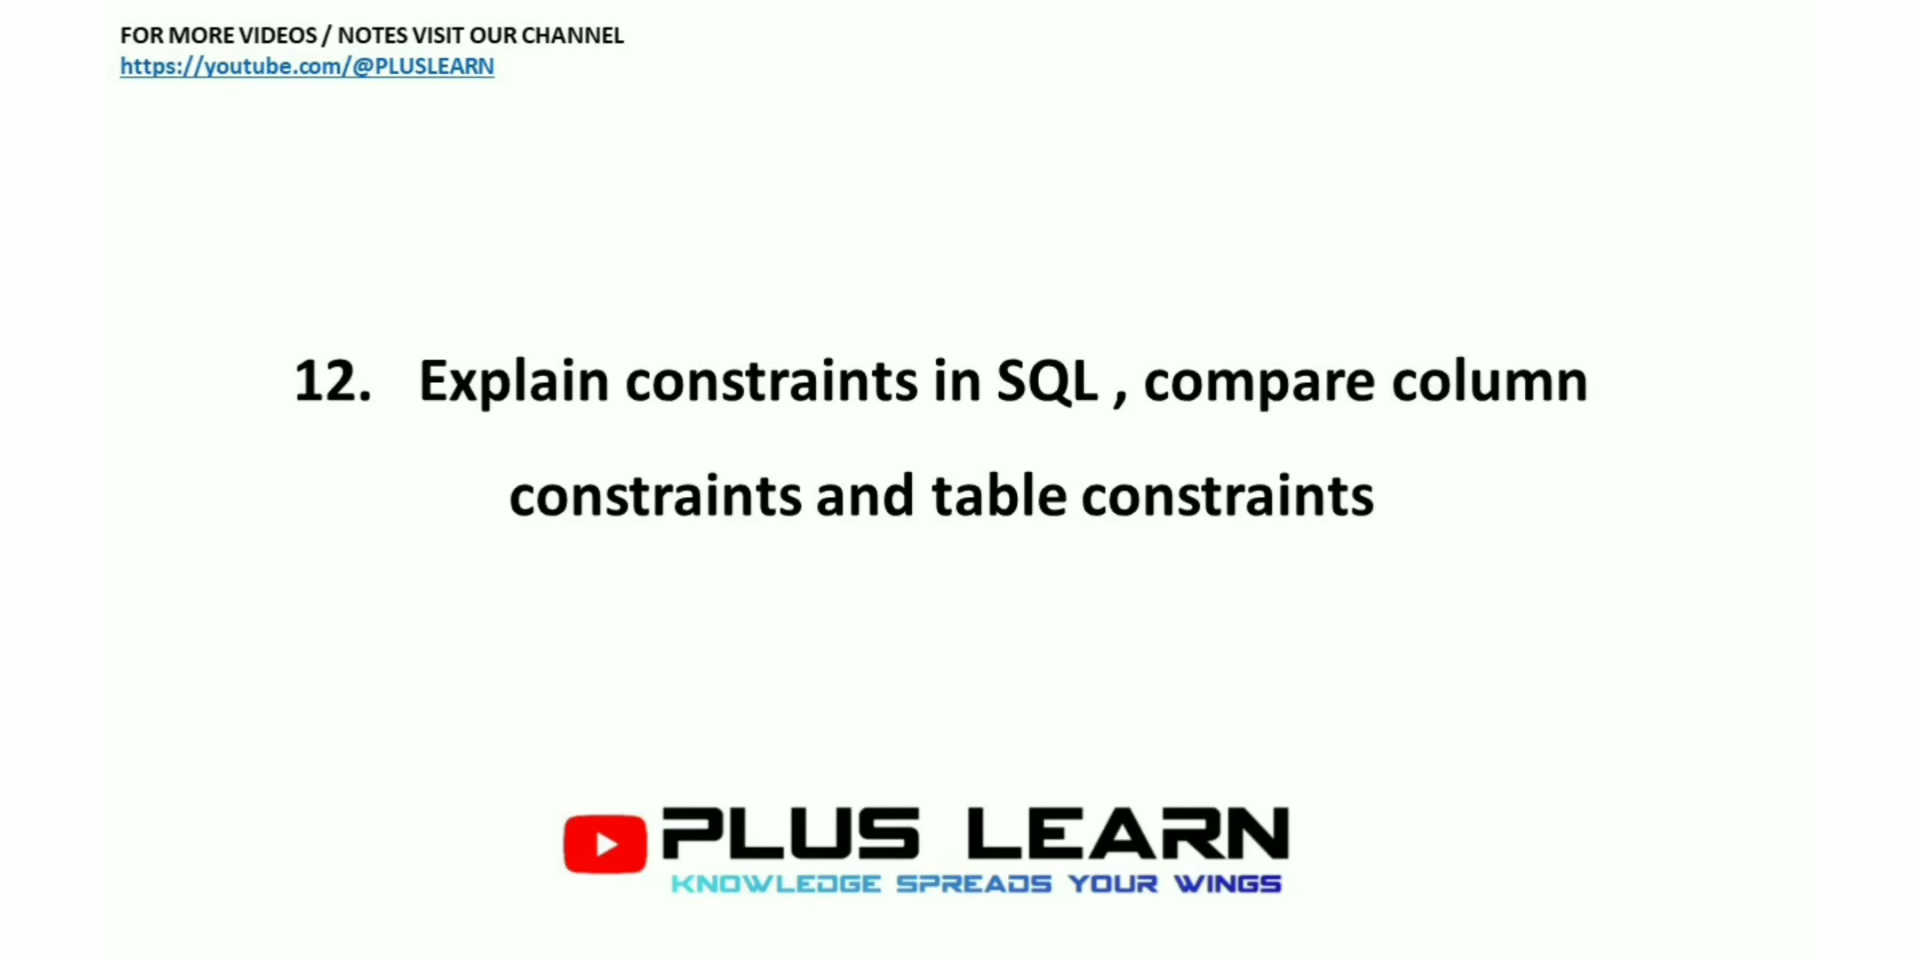 FOR MORE VIDEOS / NOTES VISIT OUR CHANNEL
https://youtube.com/@PLUSLEARN
12. Explain constraints in SQL , compare column
constraints and table constraints
PLUS LEARN
KNOWLEDGE SPREADS YOUR WINGS